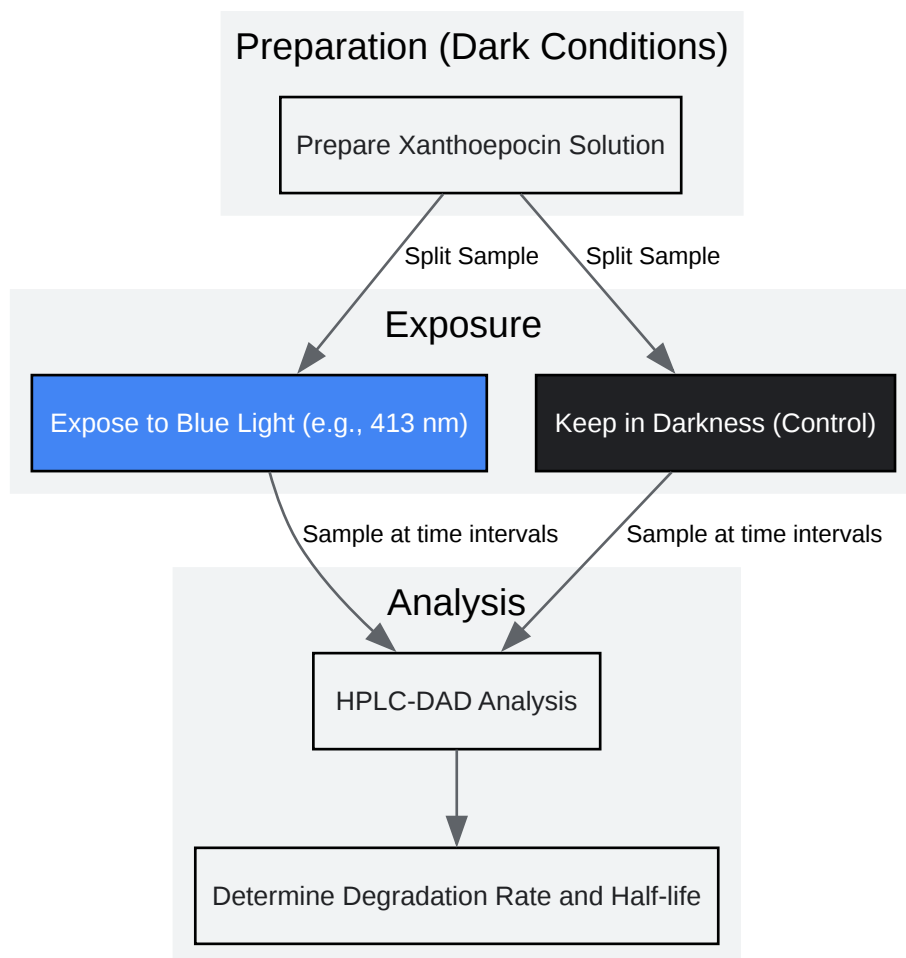 Preparation (Dark Conditions)
Prepare Xanthoepocin Solution
Split Sample
Split Sample
Exposure
Expose to Blue Light (e.g., 413 nm)
Keep in Darkness (Control)
Sample at time intervals
Sample at time intervals
Analysis
HPLC-DAD Analysis
Determine Degradation Rate and Half-life